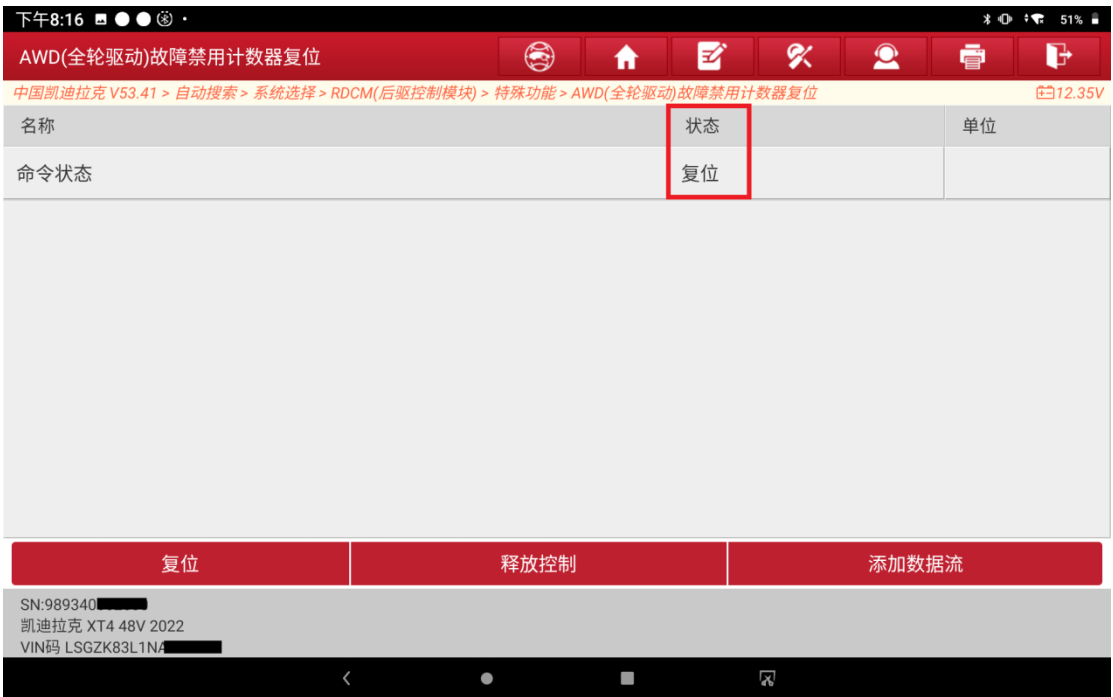 下午8:16 51%
AWD(全轮驱动)故障禁用计数器复位
中国凯迪拉克 V53.41 > 自动搜索 > 系统选择 > RDCM(后驱控制模块) > 特殊功能 > AWD(全轮驱动)故障禁用计数器复位 12.35V
名称 状态 单位
命令状态 复位
复位 释放控制 添加数据流
SN:989340
凯迪拉克 XT4 48V 2022
VIN码 LSGZK83L1NA